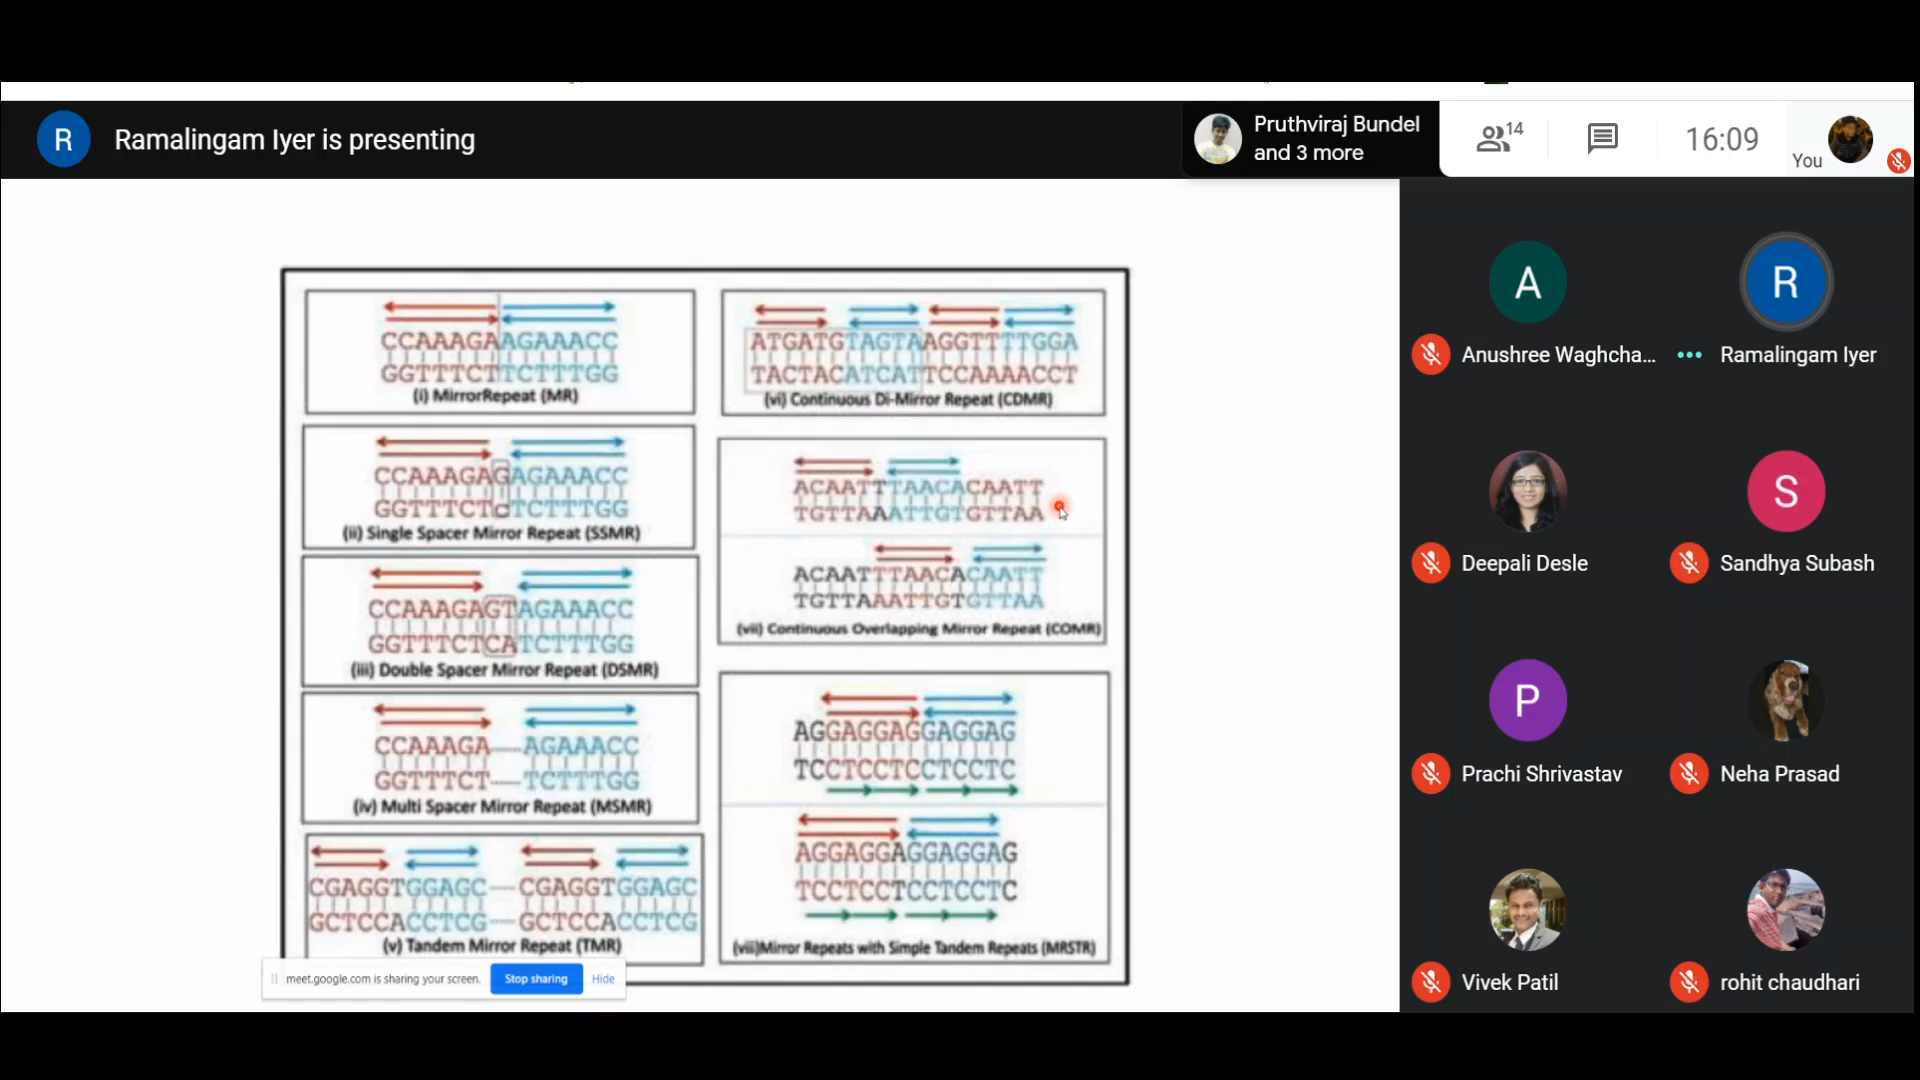 R
Ramalingam Iyer is presenting
Pruthviraj Bundel
and 3 more
14
16:09
You
CCAAAGAAGAAACC
GGTTTCTTCTTTGG
(i) MirrorRepeat (MR)
CCAAAGAGAGAAACC
GGTTTCTCTCTTTGG
(ii) Single Spacer Mirror Repeat (SSMR)
CCAAAGAGTAGAAACC
GGTTTCTCATCTTTGG
(iii) Double Spacer Mirror Repeat (DSMR)
CCAAAGA----AGAAACC
GGTTTCT----TCTTTGG
(iv) Multi Spacer Mirror Repeat (MSMR)
CGAGGTGGAGC----CGAGGTGGAGC
GCTCCACCTCG----GCTCCACCTCG
(v) Tandem Mirror Repeat (TMR)
ATGATGTAGTAAGGTTTTGGA
TACTACATCATTCCAAAACCT
(vi) Continuous Di-Mirror Repeat (CDMR)
ACAATTTAACACAATT
TGTTAAATTGTGTTAA
ACAATTTAACACAATT
TGTTAAATTGTGTTAA
(vii) Continuous Overlapping Mirror Repeat (COMR)
AGGAGGAGGAGGAG
TCCTCCTCCTCCTC
AGGAGGAGGAGGAG
TCCTCCTCCTCCTC
(viii)Mirror Repeats with Simple Tandem Repeats (MRSTR)
meet.google.com is sharing your screen.
Stop sharing
Hide
A
Anushree Waghcha...
R
Ramalingam Iyer
Deepali Desle
S
Sandhya Subash
P
Prachi Shrivastav
Neha Prasad
Vivek Patil
rohit chaudhari